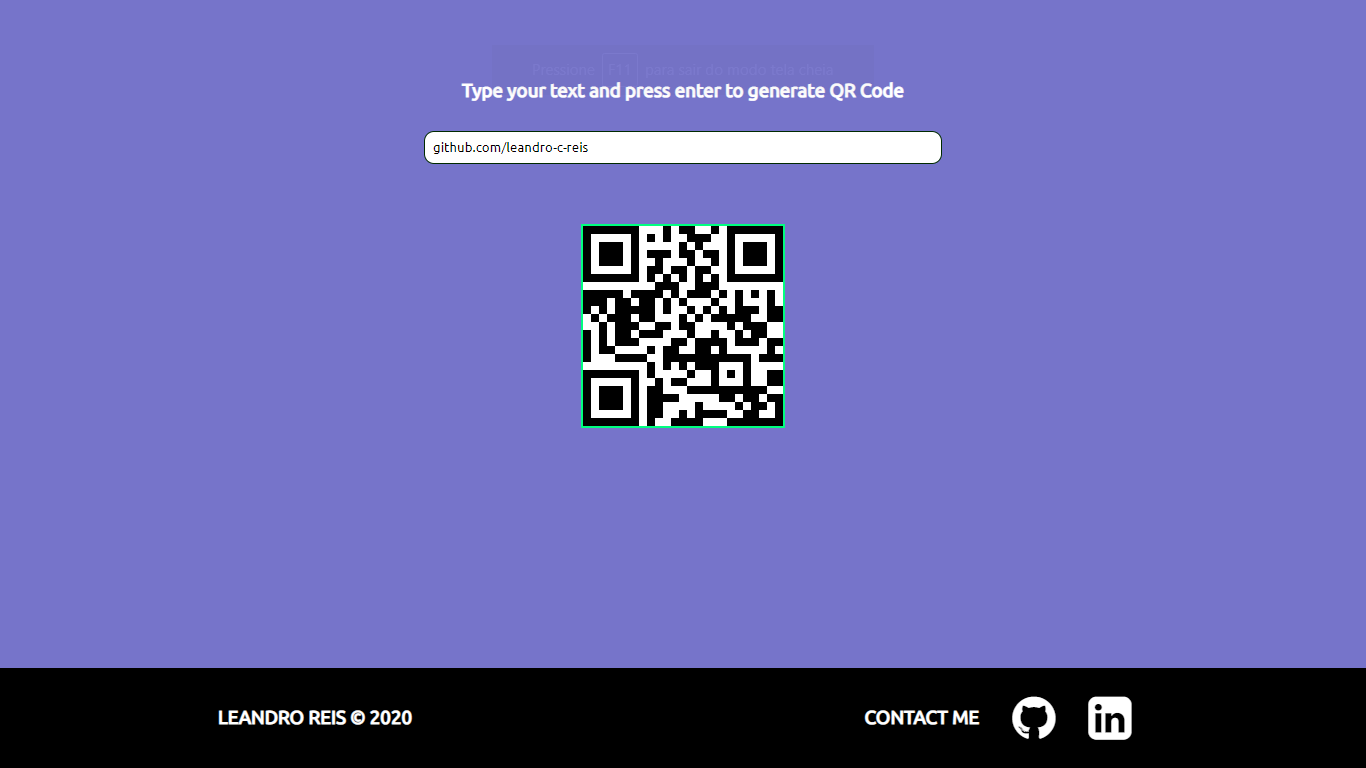 Pressione F11 para sair do modo tela cheia
Type your text and press enter to generate QR Code
github.com/leandro-c-reis
LEANDRO REIS © 2020
CONTACT ME
in